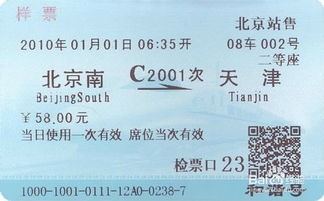 样票
北京站售
2010年01月01日06:35开 08车002号
二等座
北京南 C2001次 天津
BeijingSouth Tianjin
¥58.00元
当日使用一次有效 席位当次有效
检票口23
1000-1001-0111-12A0-0238-7